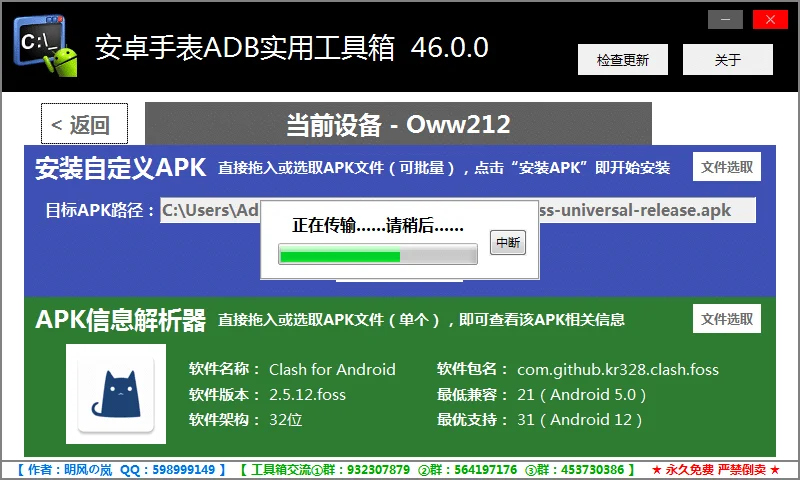 C:\_
安卓手表ADB实用工具箱 46.0.0
检查更新
关于
< 返回
当前设备 - Oww212
安装自定义APK 直接拖入或选取APK文件（可批量），点击“安装APK”即开始安装
文件选取
目标APK路径： C:\Users\Ad
ss-universal-release.apk
正在传输……请稍后……
中断
APK信息解析器 直接拖入或选取APK文件（单个），即可查看该APK相关信息
文件选取
软件名称： Clash for Android
软件包名： com.github.kr328.clash.foss
软件版本： 2.5.12.foss
最低兼容： 21（Android 5.0）
软件架构： 32位
最优支持： 31（Android 12）
【 作者：明风の岚 QQ：598999149 】 【 工具箱交流①群：932307879 ②群：564197176 ③群：453730386 】 ★ 永久免费 严禁倒卖 ★